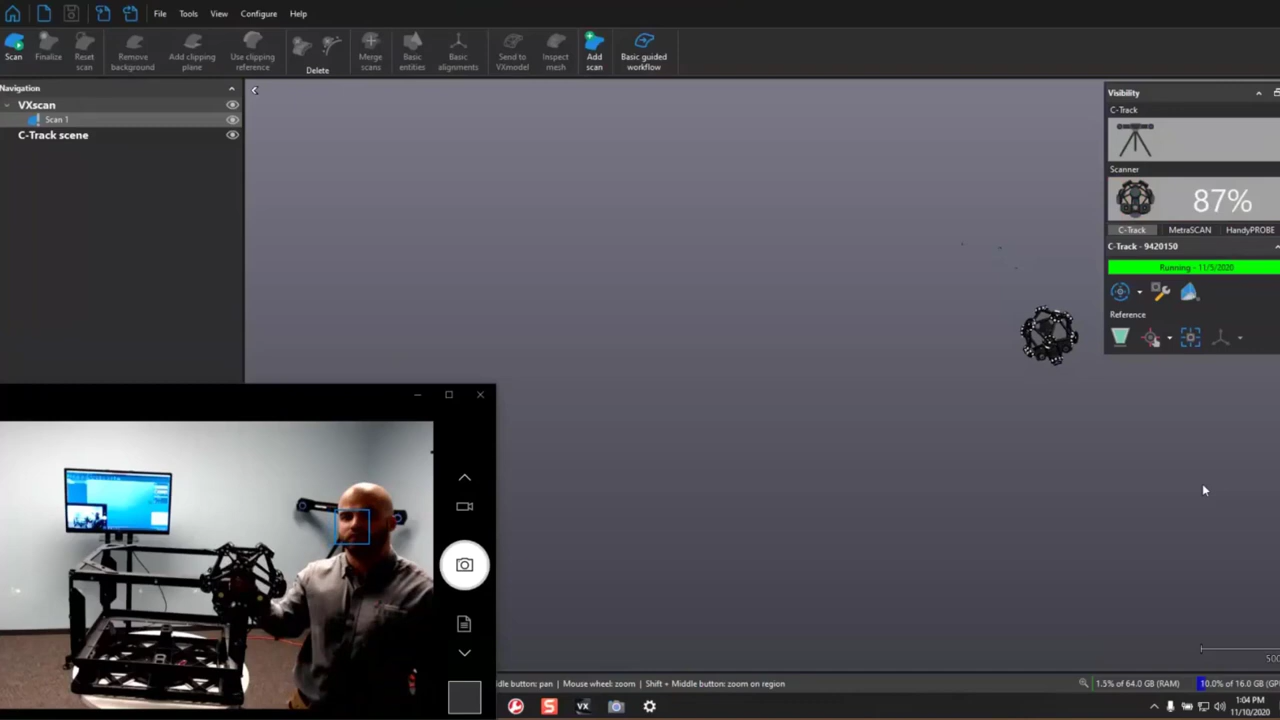 File Tools View Configure Help
Scan Finalize Reset scan Remove background Add clipping plane Use clipping reference Delete Merge scans Basic entities Basic alignments Send to VXmodel Inspect mesh Add scan Basic guided workflow
Navigation
VXscan
Scan 1
C-Track scene
Visibility
C-Track
Scanner
87%
C-Track MetraSCAN HandyPROBE
C-Track - 9420150
Running - 11/5/2020
Reference
500
button: pan | Mouse wheel: zoom | Shift + Middle button: zoom on region
1.5% of 64.0 GB (RAM) 10.0% of 16.0 GB
S VX
1:04 PM
11/10/2020